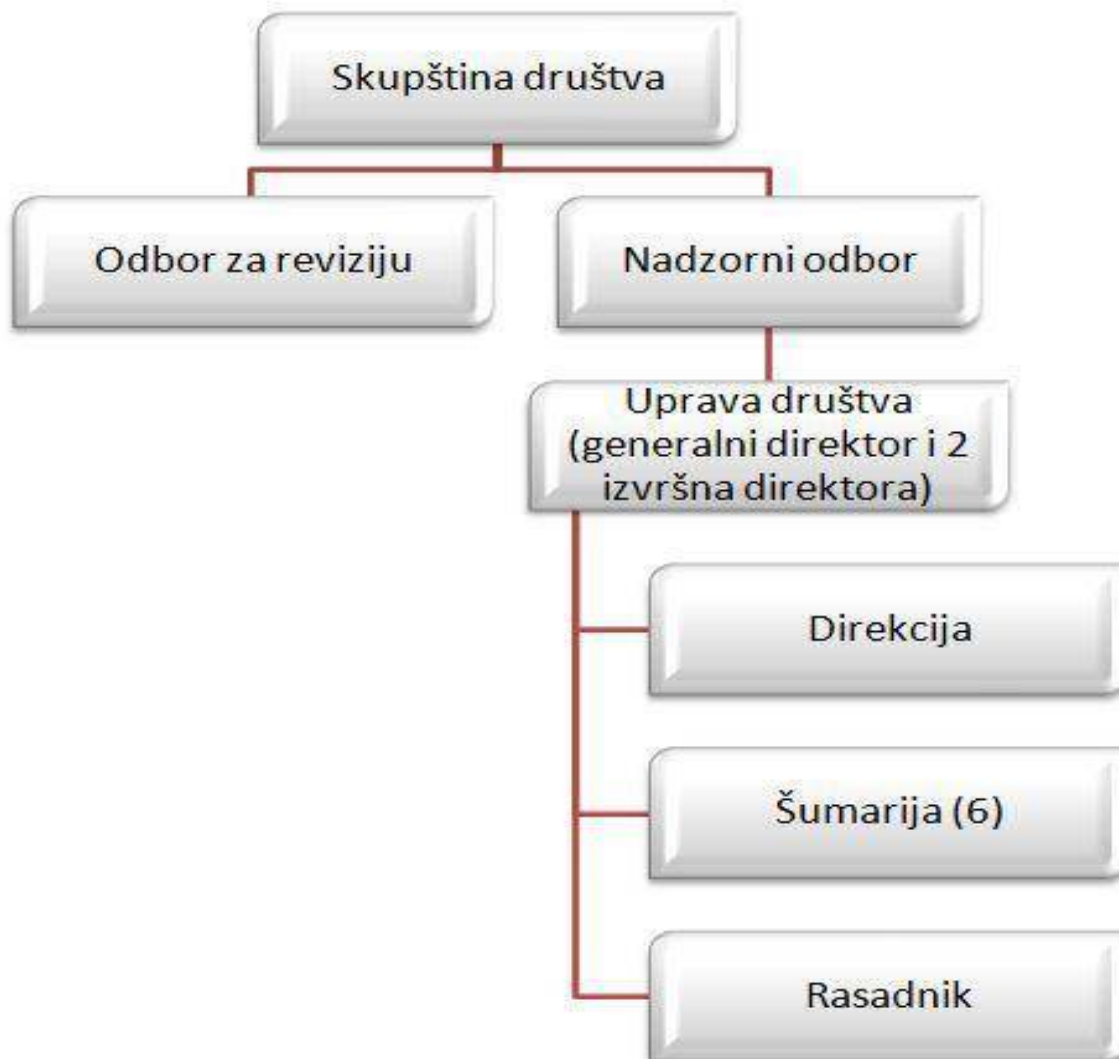 Skupština društva
Odbor za reviziju
Nadzorni odbor
Uprava društva
(generalni direktor i 2
izvršna direktora)
Direkcija
Šumarija (6)
Rasadnik